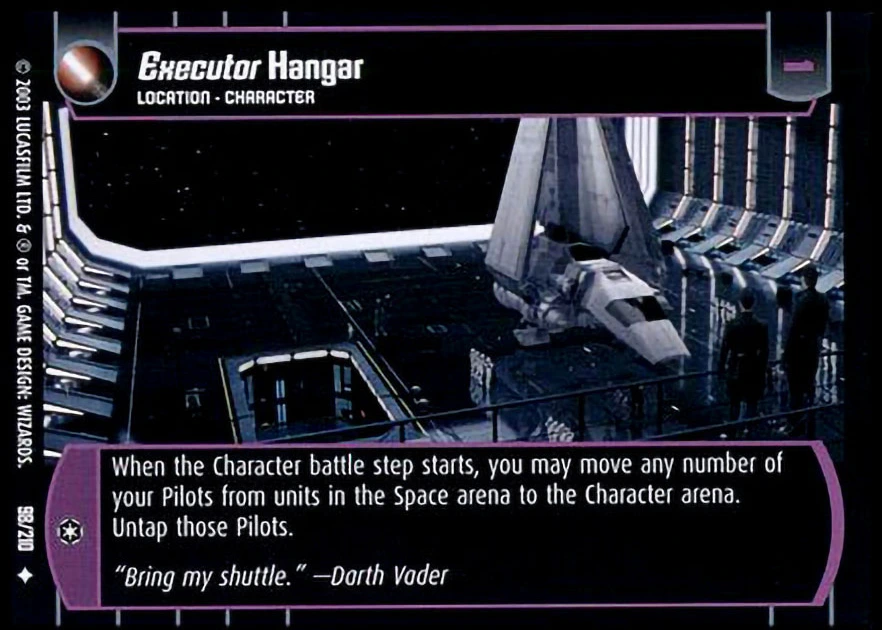 Executor Hangar
LOCATION - CHARACTER
When the Character battle step starts, you may move any number of
your Pilots from units in the Space arena to the Character arena.
Untap those Pilots.
"Bring my shuttle." —Darth Vader
© 2003 LUCASFILM LTD. & ® or TM. GAME DESIGN: WIZARDS.
98/210